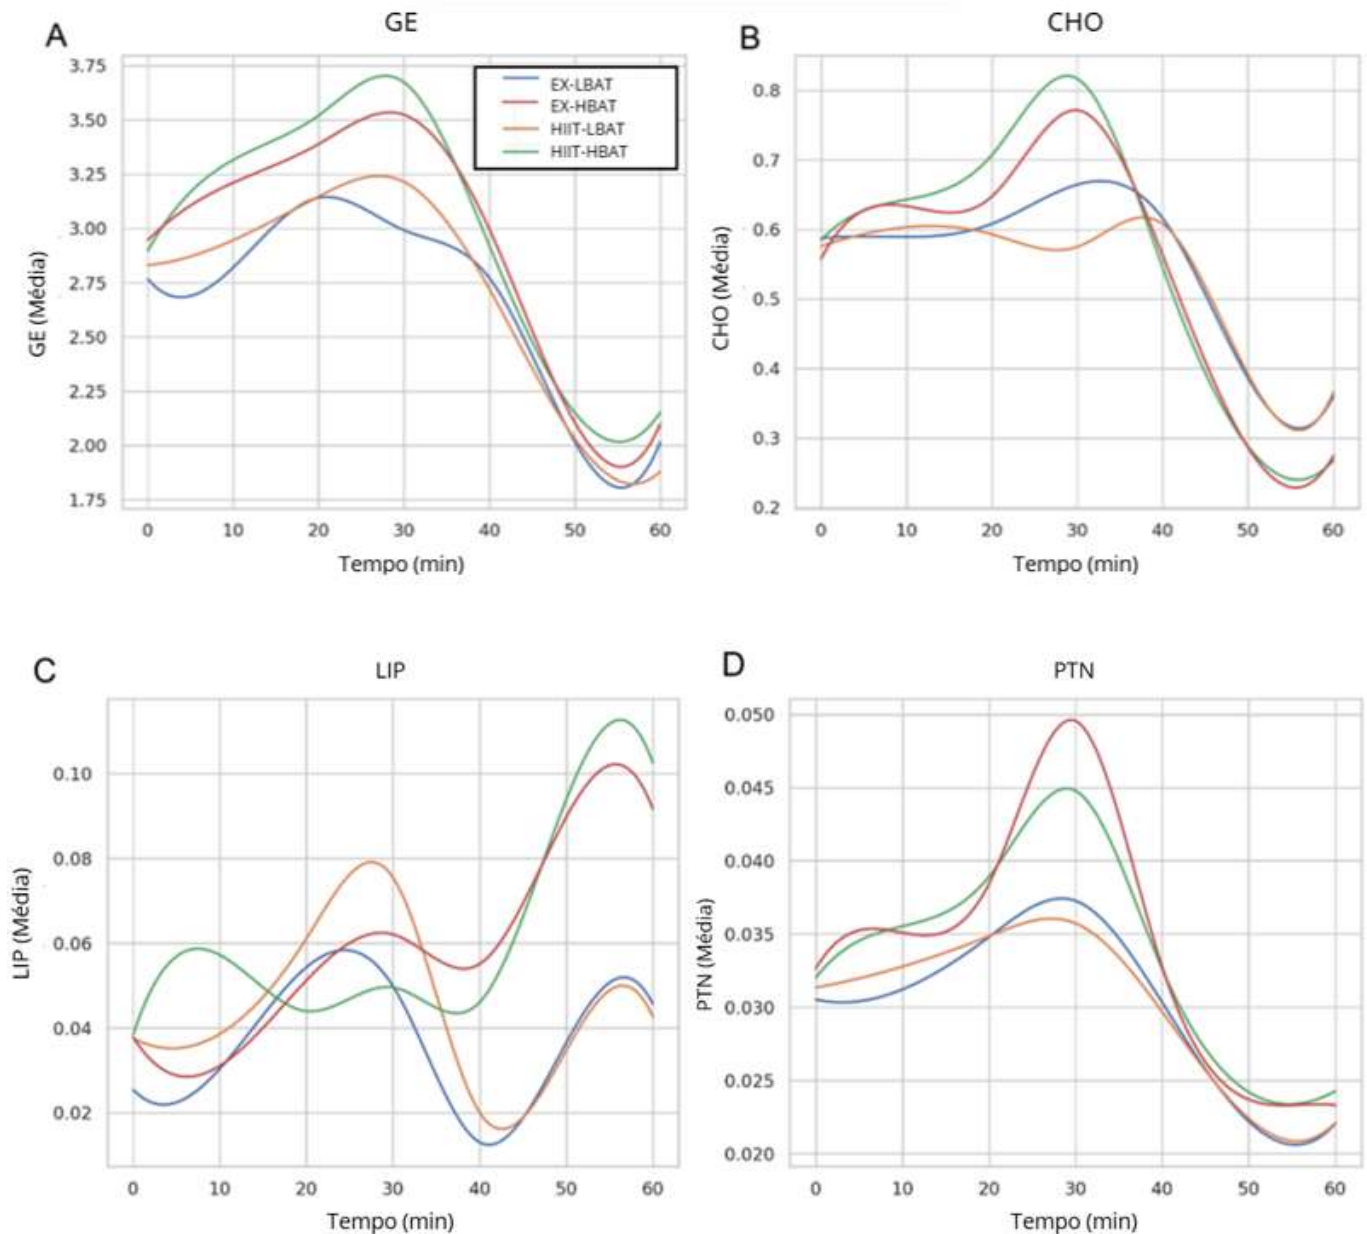 A
GE
GE (Média)
3.75
3.50
3.25
3.00
2.75
2.50
2.25
2.00
1.75
EX-LBAT
EX-HBAT
HIIT-LBAT
HIIT-HBAT
0 10 20 30 40 50 60
Tempo (min)
B
CHO
CHO (Média)
0.8
0.7
0.6
0.5
0.4
0.3
0.2
0 10 20 30 40 50 60
Tempo (min)
C
LIP
LIP (Média)
0.10
0.08
0.06
0.04
0.02
0 10 20 30 40 50 60
Tempo (min)
D
PTN
PTN (Média)
0.050
0.045
0.040
0.035
0.030
0.025
0.020
0 10 20 30 40 50 60
Tempo (min)